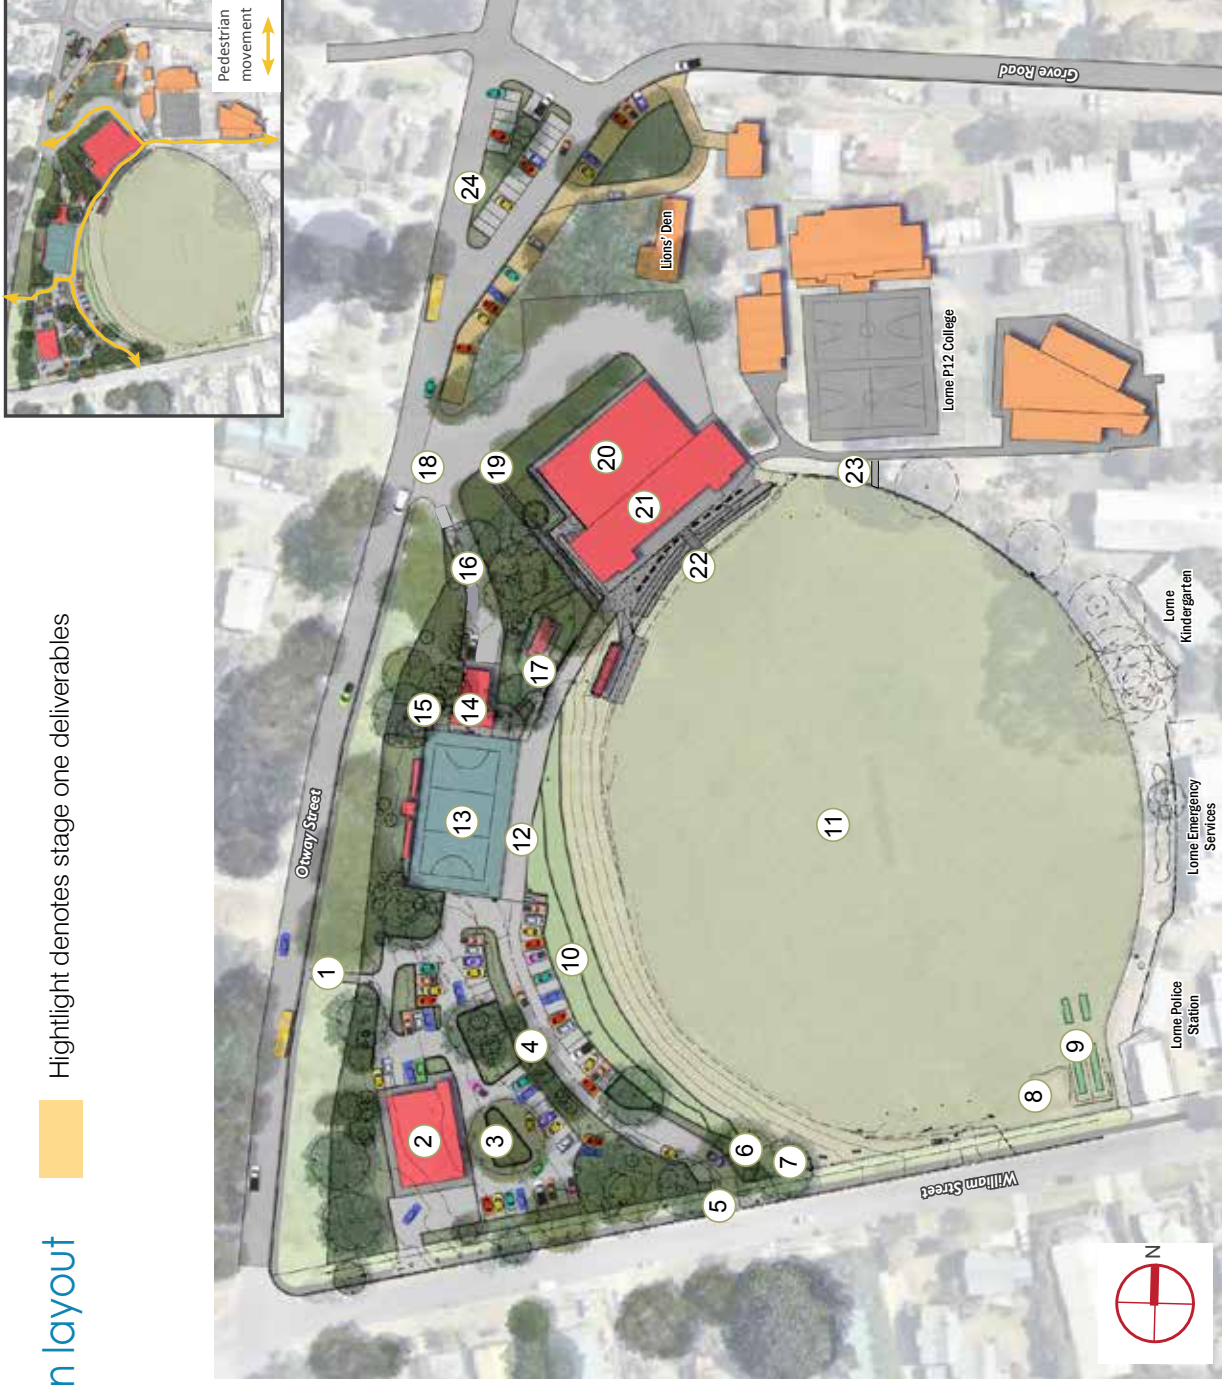 n layout
Hightlight denotes stage one deliverables
Pedestrian
movement
Otway Street
Grove Road
William Street
Lions' Den
Lorne P12 College
Lorne
Kindergarten
Lorne Emergency
Services
Lorne Police
Station
1
2
3
4
5
6
7
8
9
10
11
12
13
14
15
16
17
18
19
20
21
22
23
24
N